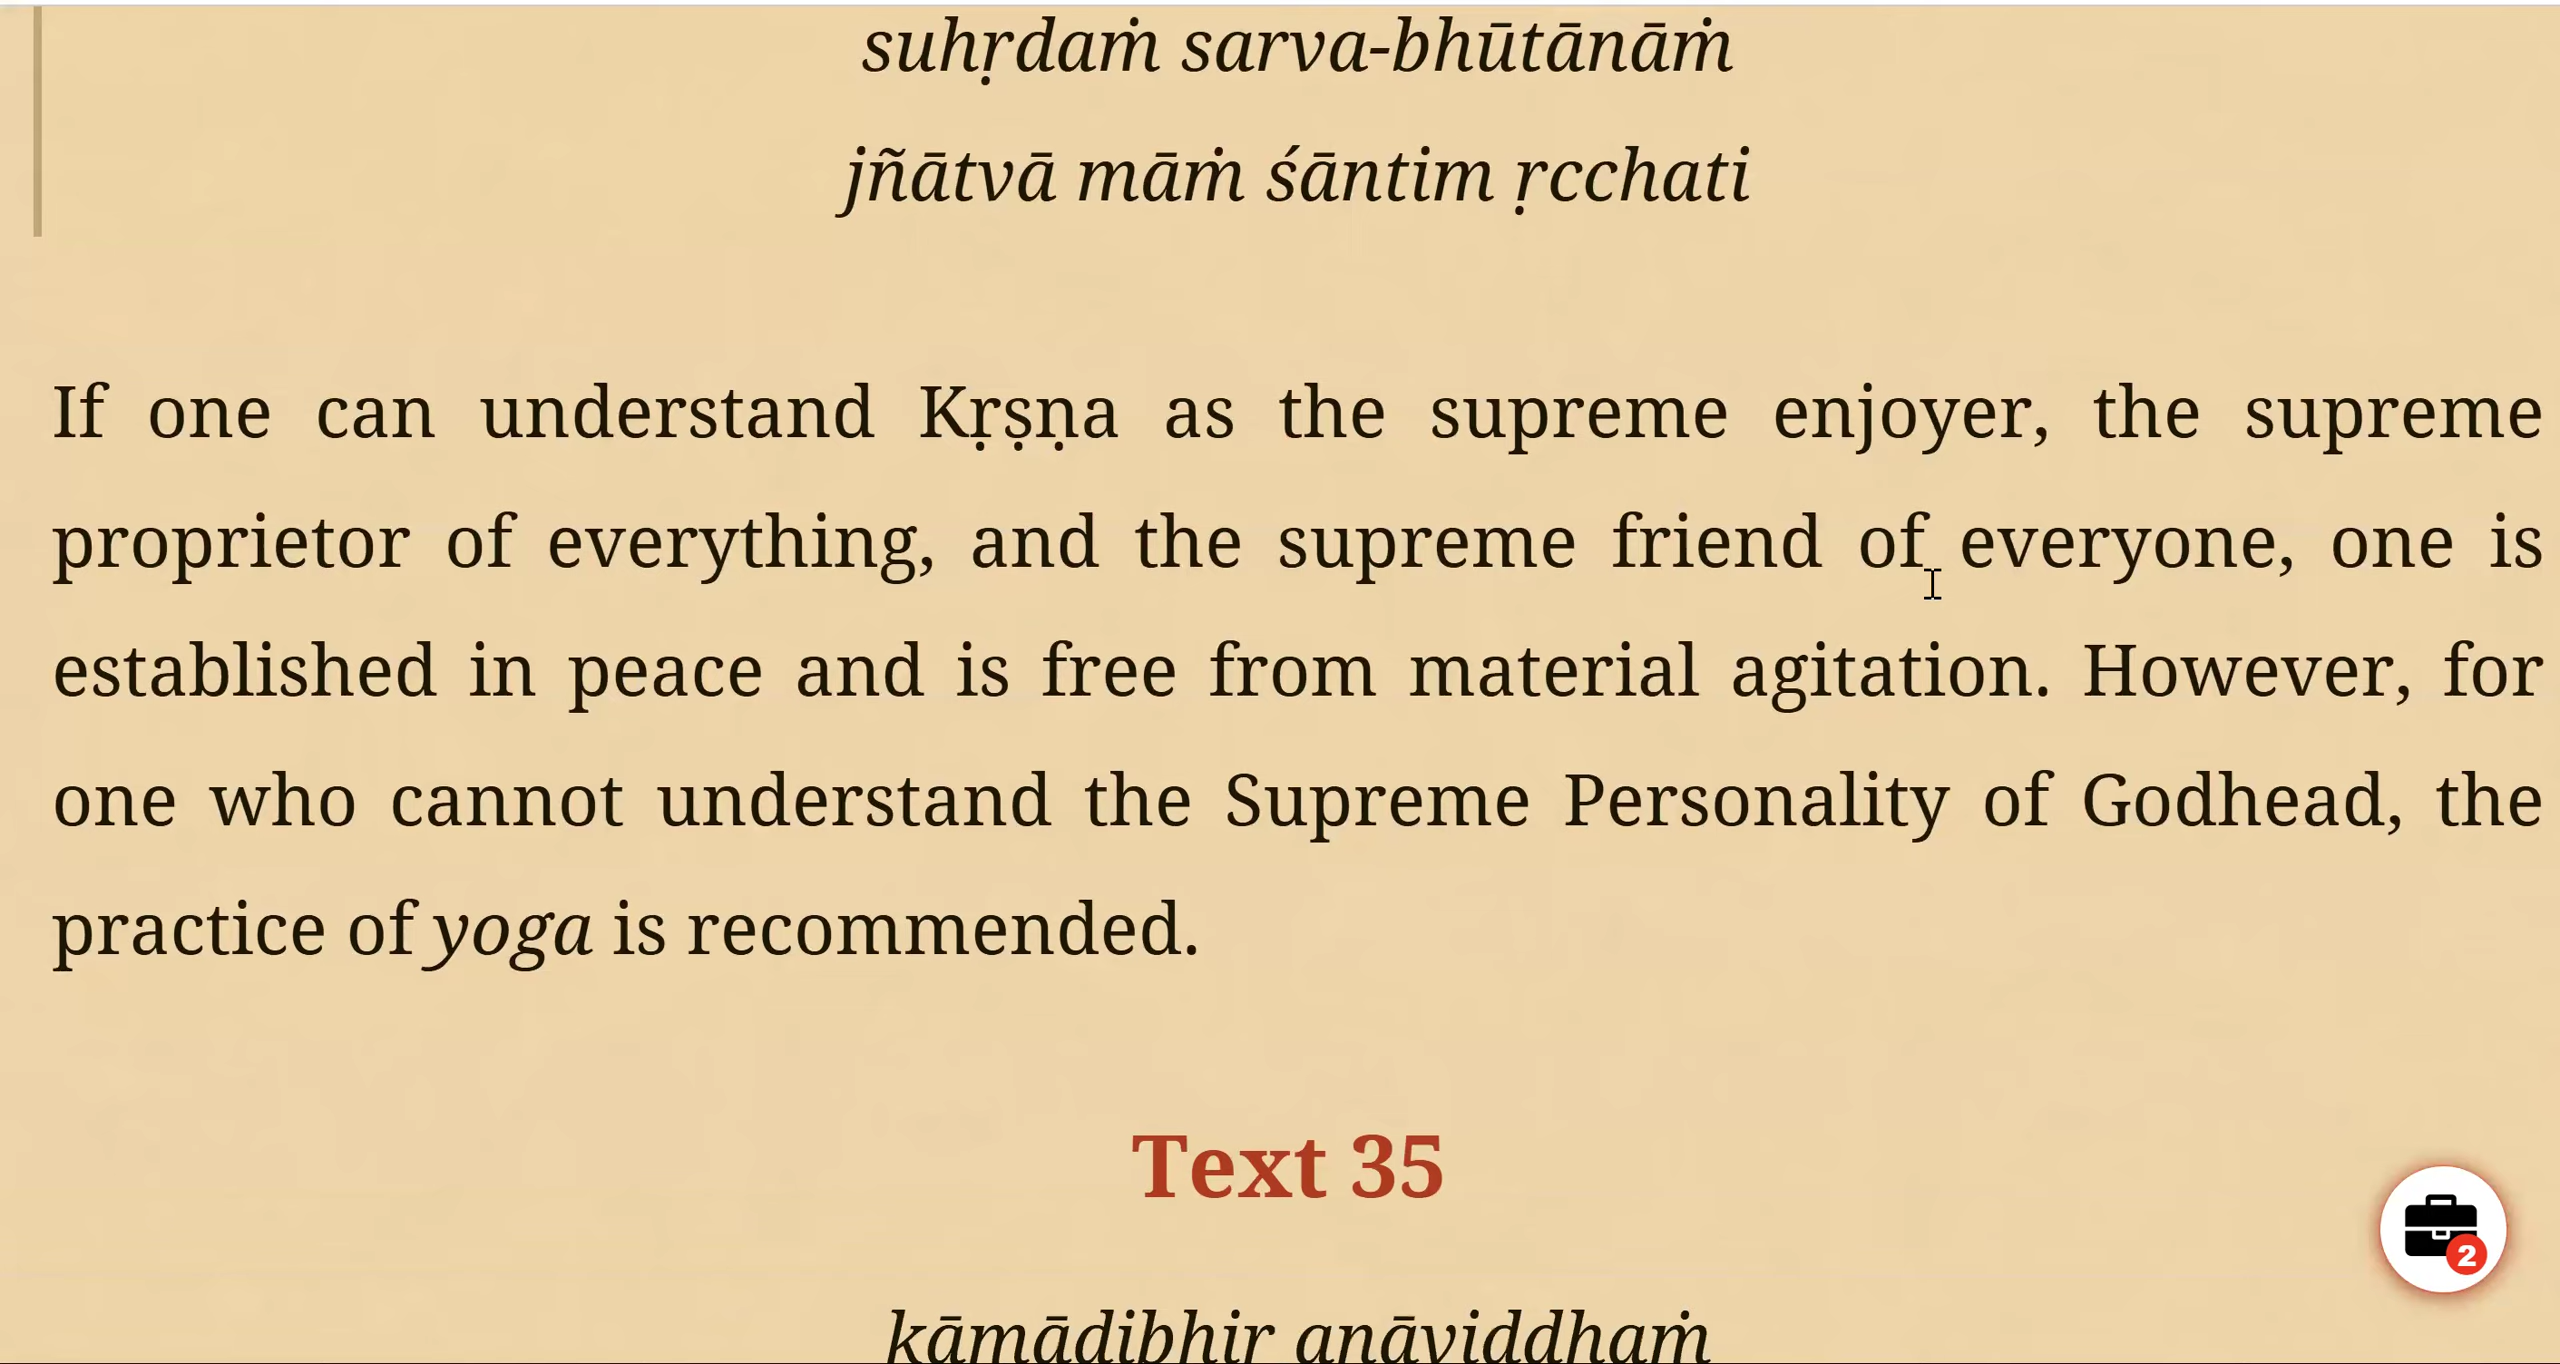 suhṛdaṁ sarva-bhūtānāṁ
jñātvā māṁ śāntim ṛcchati
If one can understand Kṛṣṇa as the supreme enjoyer, the supreme
proprietor of everything, and the supreme friend of everyone, one is
established in peace and is free from material agitation. However, for
one who cannot understand the Supreme Personality of Godhead, the
practice of yoga is recommended.
Text 35
kāmādibhir anāviddhaṁ
2